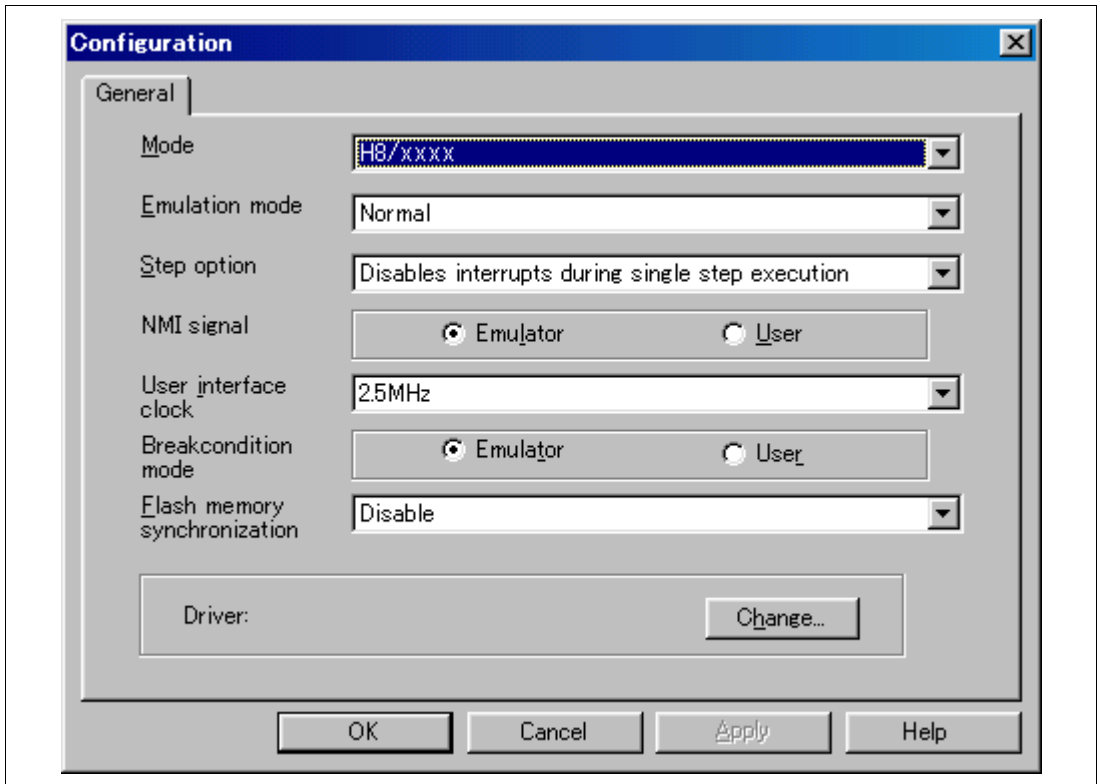 Configuration
General
Mode
H8/xxxx
Emulation mode
Normal
Step option
Disables interrupts during single step execution
NMI signal
Emulator
User
User interface
clock
2.5MHz
Breakcondition
mode
Emulator
User
Flash memory
synchronization
Disable
Driver:
Change...
OK
Cancel
Apply
Help